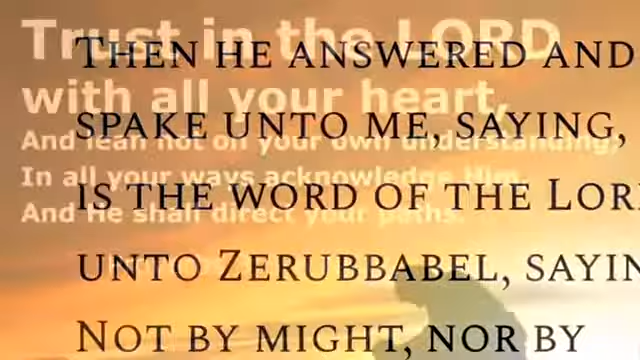 Trust in the LORD
with all your heart,
And lean not on your own understanding;
In all your ways acknowledge Him,
And He shall direct your paths.
THEN HE ANSWERED AND
SPAKE UNTO ME, SAYING,
IS THE WORD OF THE LOR
UNTO ZERUBBABEL, SAYIN
NOT BY MIGHT, NOR BY